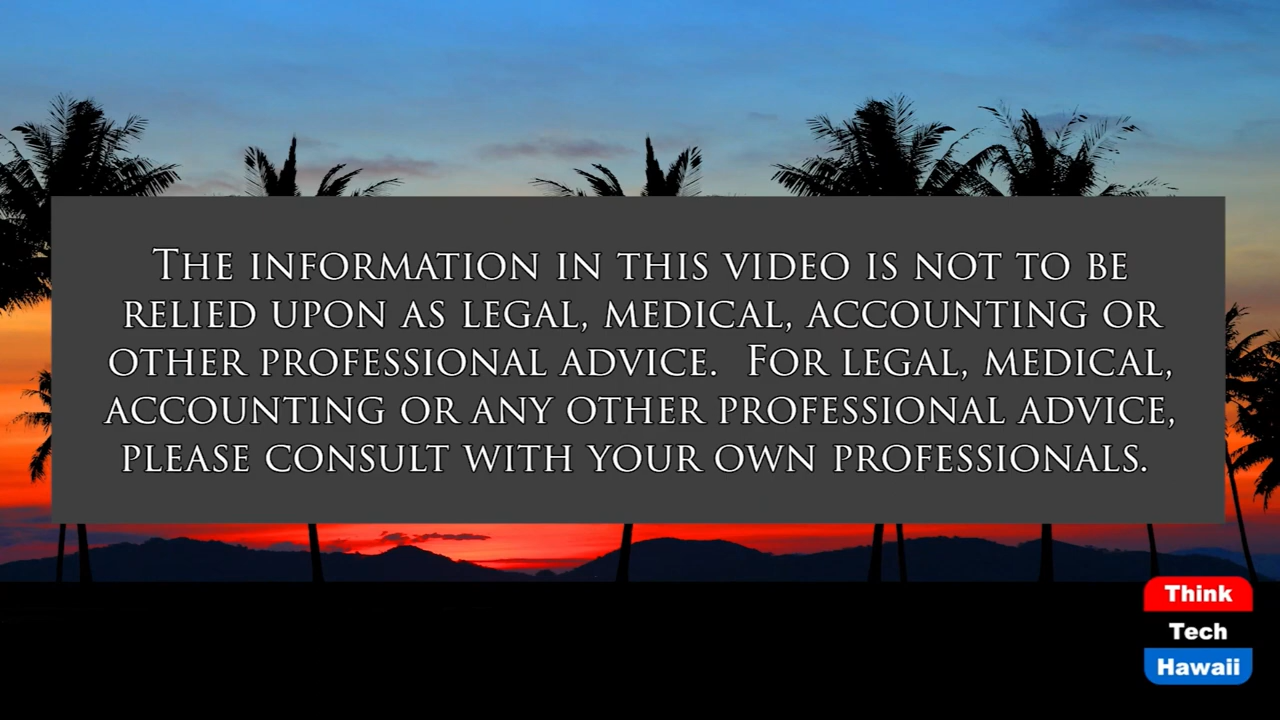 The information in this video is not to be
relied upon as legal, medical, accounting or
other professional advice. For legal, medical,
accounting or any other professional advice,
please consult with your own professionals.
Think
Tech
Hawaii